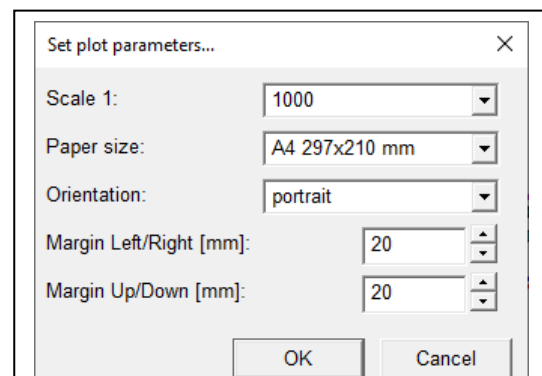 Set plot parameters...
Scale 1: 1000
Paper size: A4 297x210 mm
Orientation: portrait
Margin Left/Right [mm]: 20
Margin Up/Down [mm]: 20
OK Cancel